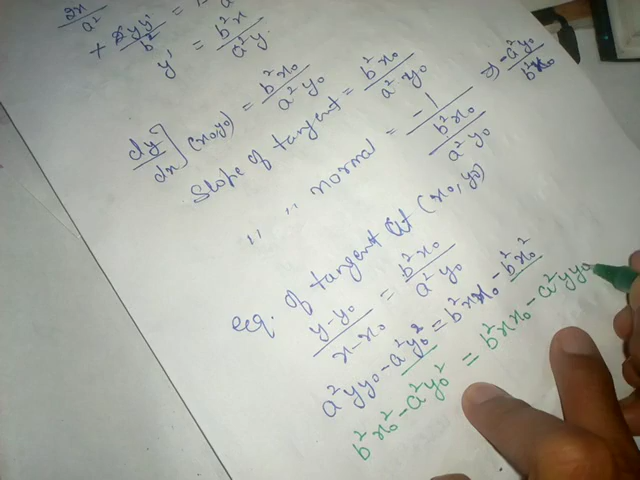 2x/a² =
+ 2yy'/b²
y' = b²x/a²y
dy/dx](x₀y₀) = b²x₀/a²y₀
Slope of tangent = b²x₀/a²y₀
" " normal = -1/(b²x₀/a²y₀) ⇒ -a²y₀/b²x₀
eq. of tangent at (x₀, y₀)
y-y₀/x-x₀ = b²x₀/a²y₀
a²yy₀ - a²y₀² = b²xx₀ - b²x₀²
b²x₀² - a²y₀² = b²xx₀ - a²yy₀